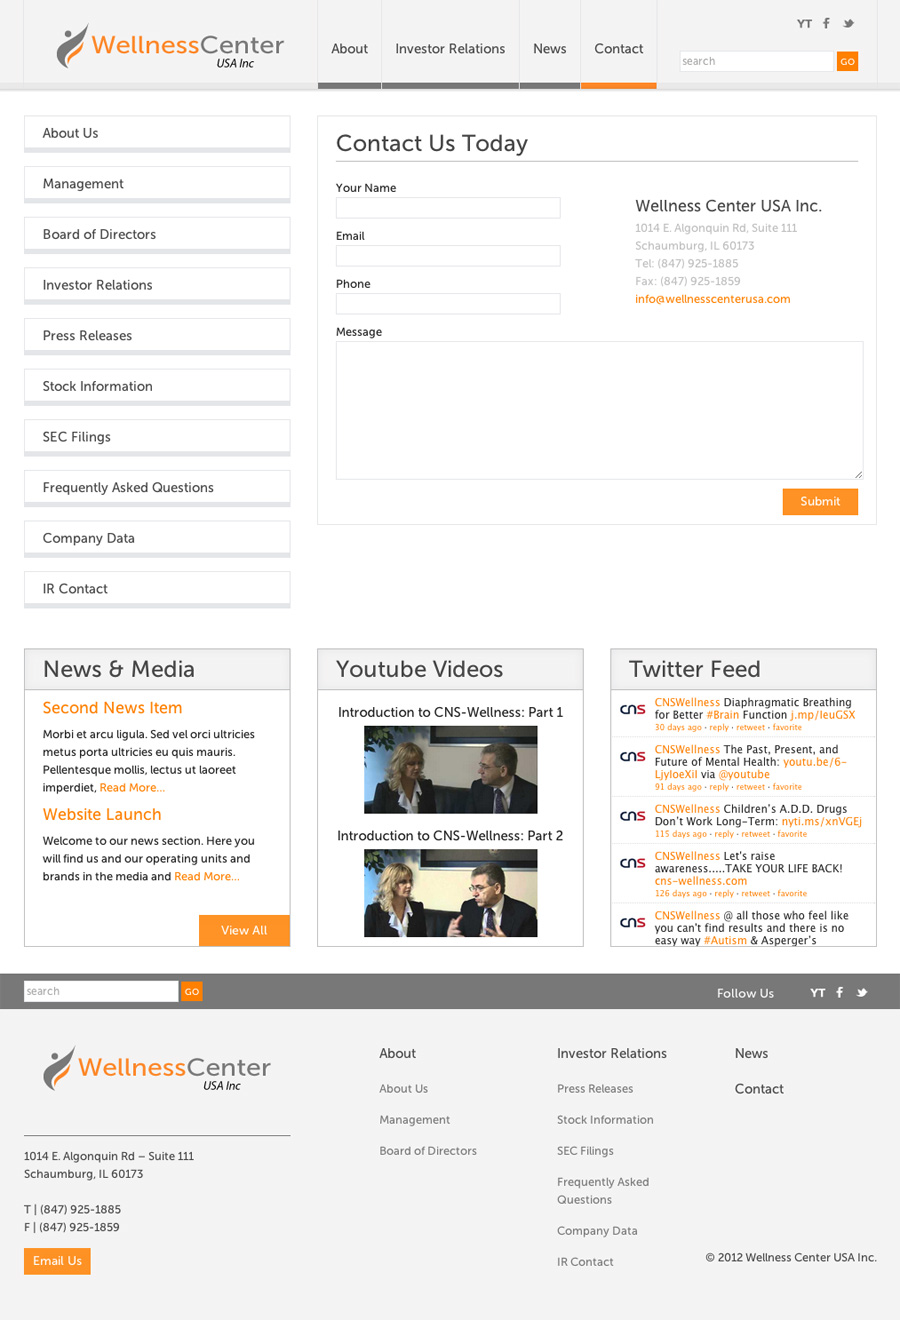 WellnessCenter
USA Inc
About
Investor Relations
News
Contact
YT
search
GO
About Us
Management
Board of Directors
Investor Relations
Press Releases
Stock Information
SEC Filings
Frequently Asked Questions
Company Data
IR Contact
Contact Us Today
Your Name
Email
Phone
Message
Wellness Center USA Inc.
1014 E. Algonquin Rd, Suite 111
Schaumburg, IL 60173
Tel: (847) 925-1885
Fax: (847) 925-1859
info@wellnesscenterusa.com
Submit
News & Media
Second News Item
Morbi et arcu ligula. Sed vel orci ultricies
metus porta ultricies eu quis mauris.
Pellentesque mollis, lectus ut laoreet
imperdiet, Read More...
Website Launch
Welcome to our news section. Here you
will find us and our operating units and
brands in the media and Read More...
View All
Youtube Videos
Introduction to CNS-Wellness: Part 1
Introduction to CNS-Wellness: Part 2
Twitter Feed
cns
CNSWellness Diaphragmatic Breathing
for Better #Brain Function j.mp/IeuGSX
30 days ago · reply · retweet · favorite
cns
CNSWellness The Past, Present, and
Future of Mental Health: youtu.be/6-
LjyIoeXiI via @youtube
91 days ago · reply · retweet · favorite
cns
CNSWellness Children's A.D.D. Drugs
Don't Work Long-Term: nyti.ms/xnVGEj
115 days ago · reply · retweet · favorite
cns
CNSWellness Let's raise
awareness.....TAKE YOUR LIFE BACK!
cns-wellness.com
126 days ago · reply · retweet · favorite
cns
CNSWellness @ all those who feel like
you can't find results and there is no
easy way #Autism & Asperger's
search
GO
Follow Us
YT
WellnessCenter
USA Inc
1014 E. Algonquin Rd – Suite 111
Schaumburg, IL 60173
T | (847) 925-1885
F | (847) 925-1859
Email Us
About
About Us
Management
Board of Directors
Investor Relations
Press Releases
Stock Information
SEC Filings
Frequently Asked
Questions
Company Data
IR Contact
News
Contact
© 2012 Wellness Center USA Inc.